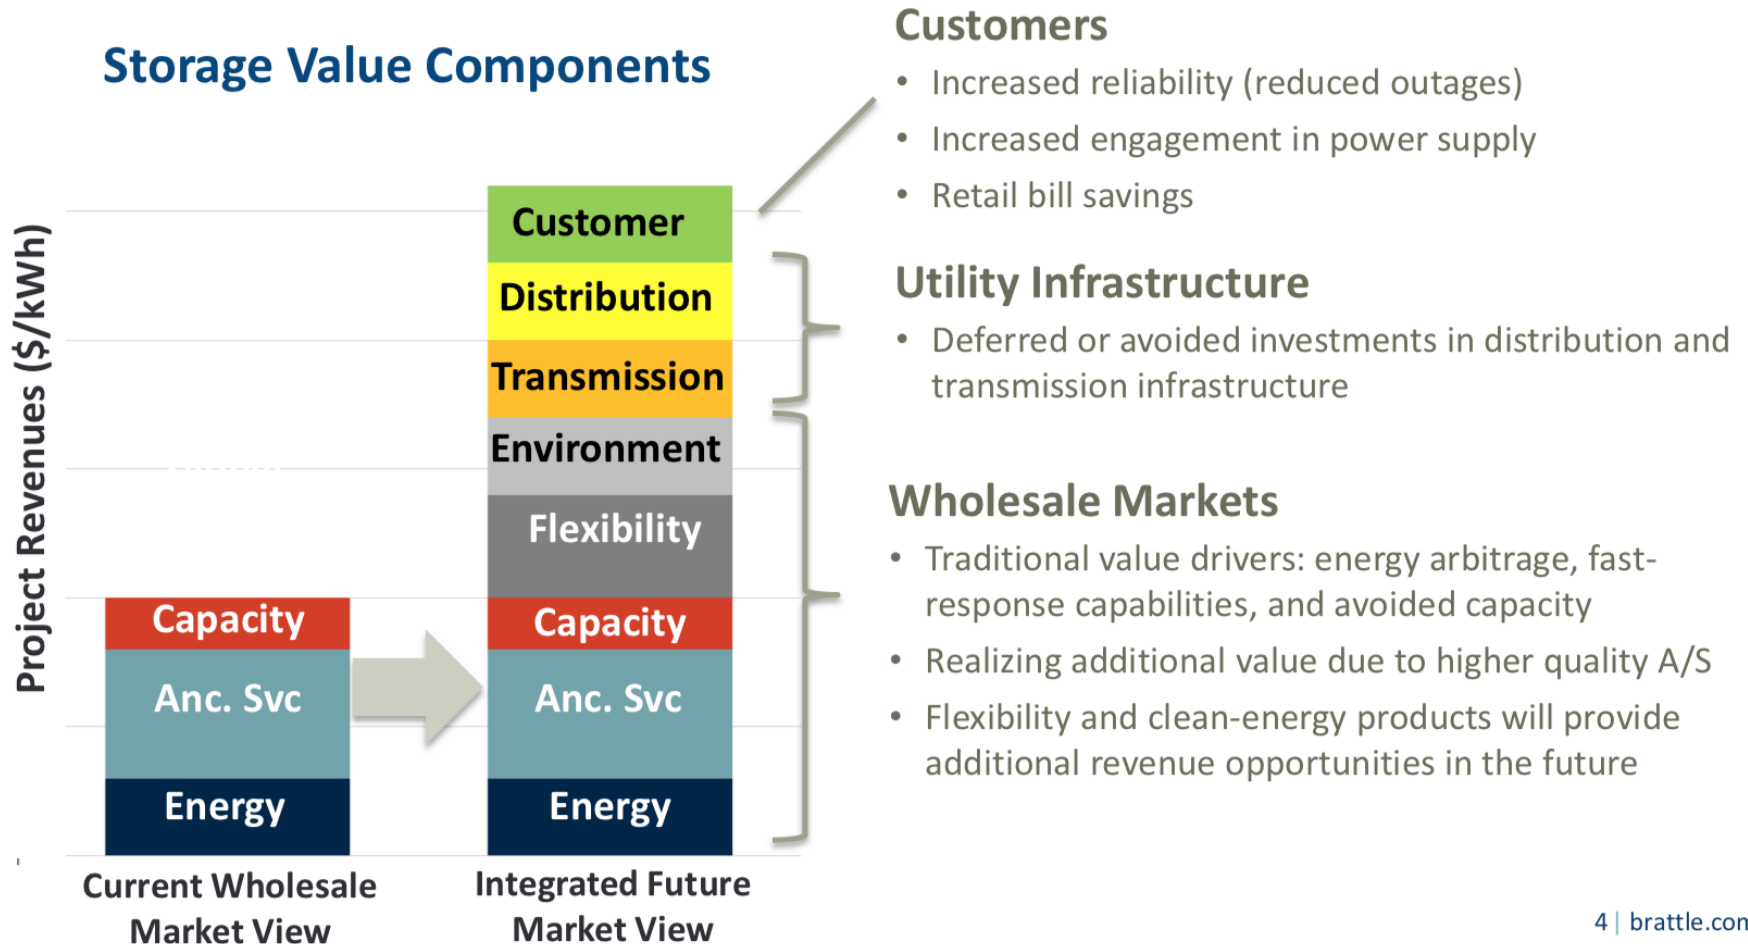 Storage Value Components
Project Revenues ($/kWh)
Customer
Distribution
Transmission
Environment
Flexibility
Capacity
Anc. Svc
Energy
Capacity
Anc. Svc
Energy
-
Current Wholesale
Market View
Integrated Future
Market View
Customers
• Increased reliability (reduced outages)
• Increased engagement in power supply
• Retail bill savings
Utility Infrastructure
• Deferred or avoided investments in distribution and
transmission infrastructure
Wholesale Markets
• Traditional value drivers: energy arbitrage, fast-
response capabilities, and avoided capacity
• Realizing additional value due to higher quality A/S
• Flexibility and clean-energy products will provide
additional revenue opportunities in the future
4 | brattle.con